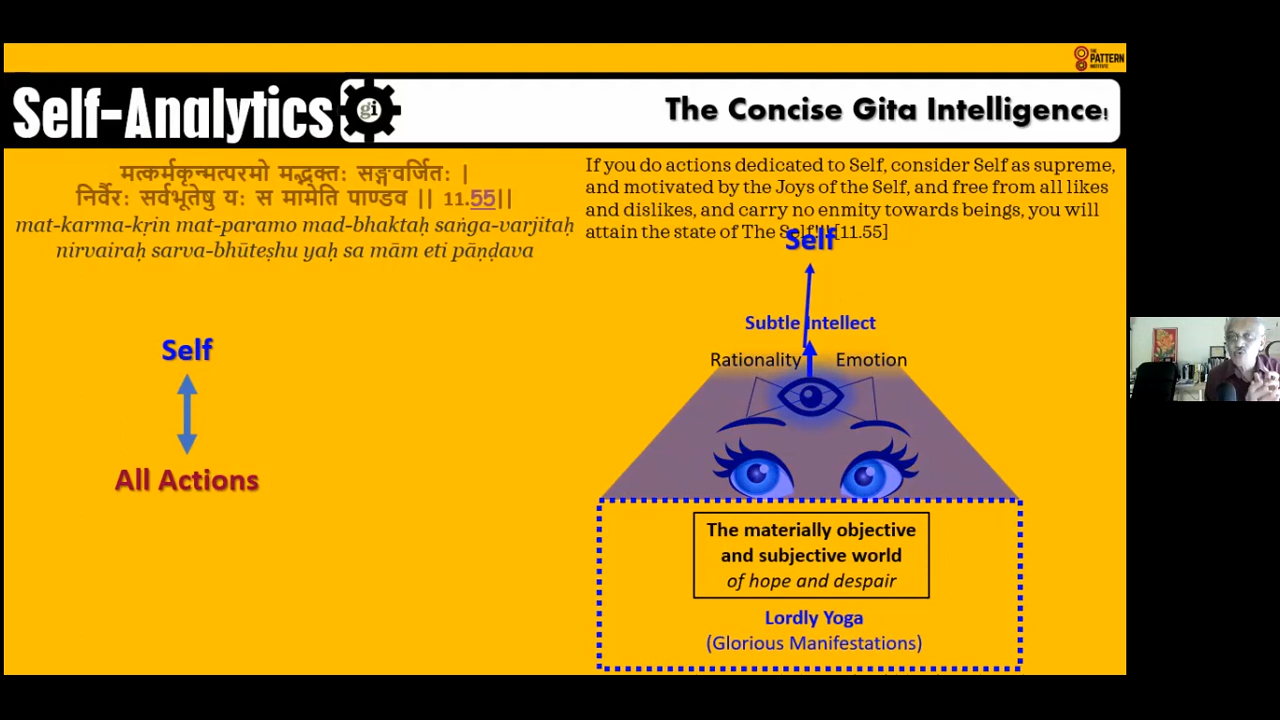 THE
PATTERN
INSTITUTE
Self-Analytics
gi
The Concise Gita Intelligence!
मत्कर्मकृन्मत्परमो मद्भक्तः सङ्गवर्जितः |
निर्वैरः सर्वभूतेषु यः स मामेति पाण्डव || 11.55||
mat-karma-kṛin mat-paramo mad-bhaktaḥ saṅga-varjitaḥ
nirvairaḥ sarva-bhūteṣhu yaḥ sa mām eti pāṇḍava
If you do actions dedicated to Self, consider Self as supreme,
and motivated by the Joys of the Self, and free from all likes
and dislikes, and carry no enmity towards beings, you will
attain the state of The Self!! [11.55]
Self
All Actions
Self
Subtle Intellect
Rationality Emotion
The materially objective
and subjective world
of hope and despair
Lordly Yoga
(Glorious Manifestations)